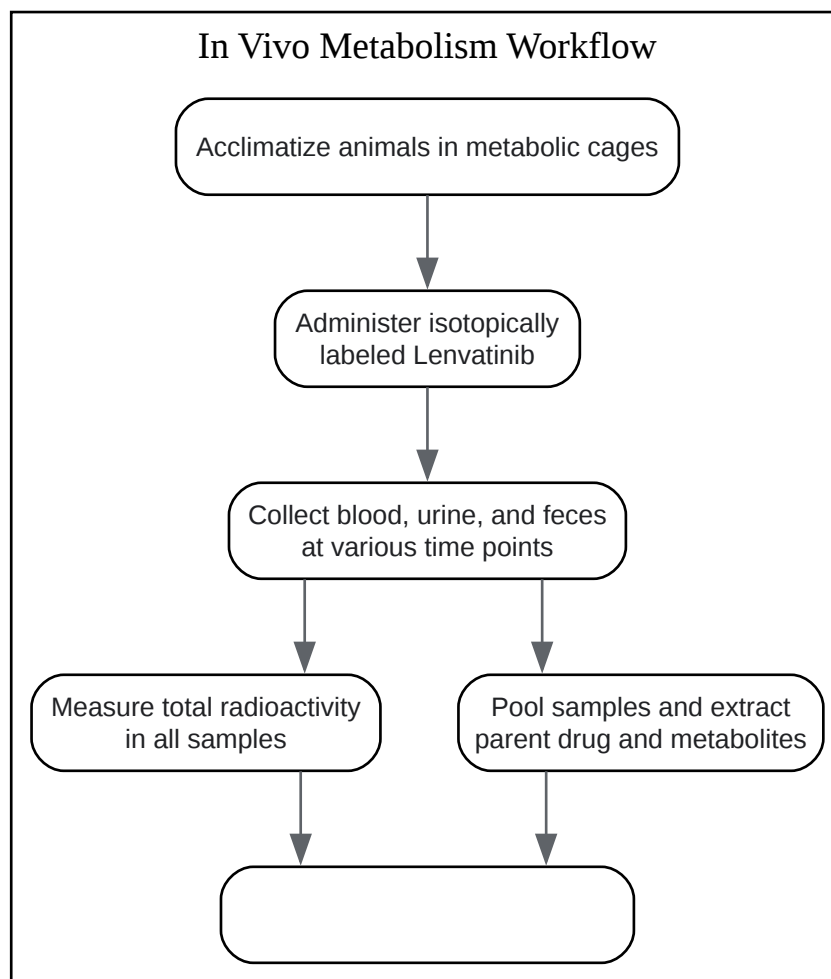 In Vivo Metabolism Workflow
Acclimatize animals in metabolic cages
Administer isotopically
labeled Lenvatinib
Collect blood, urine, and feces
at various time points
Measure total radioactivity
in all samples
Pool samples and extract
parent drug and metabolites